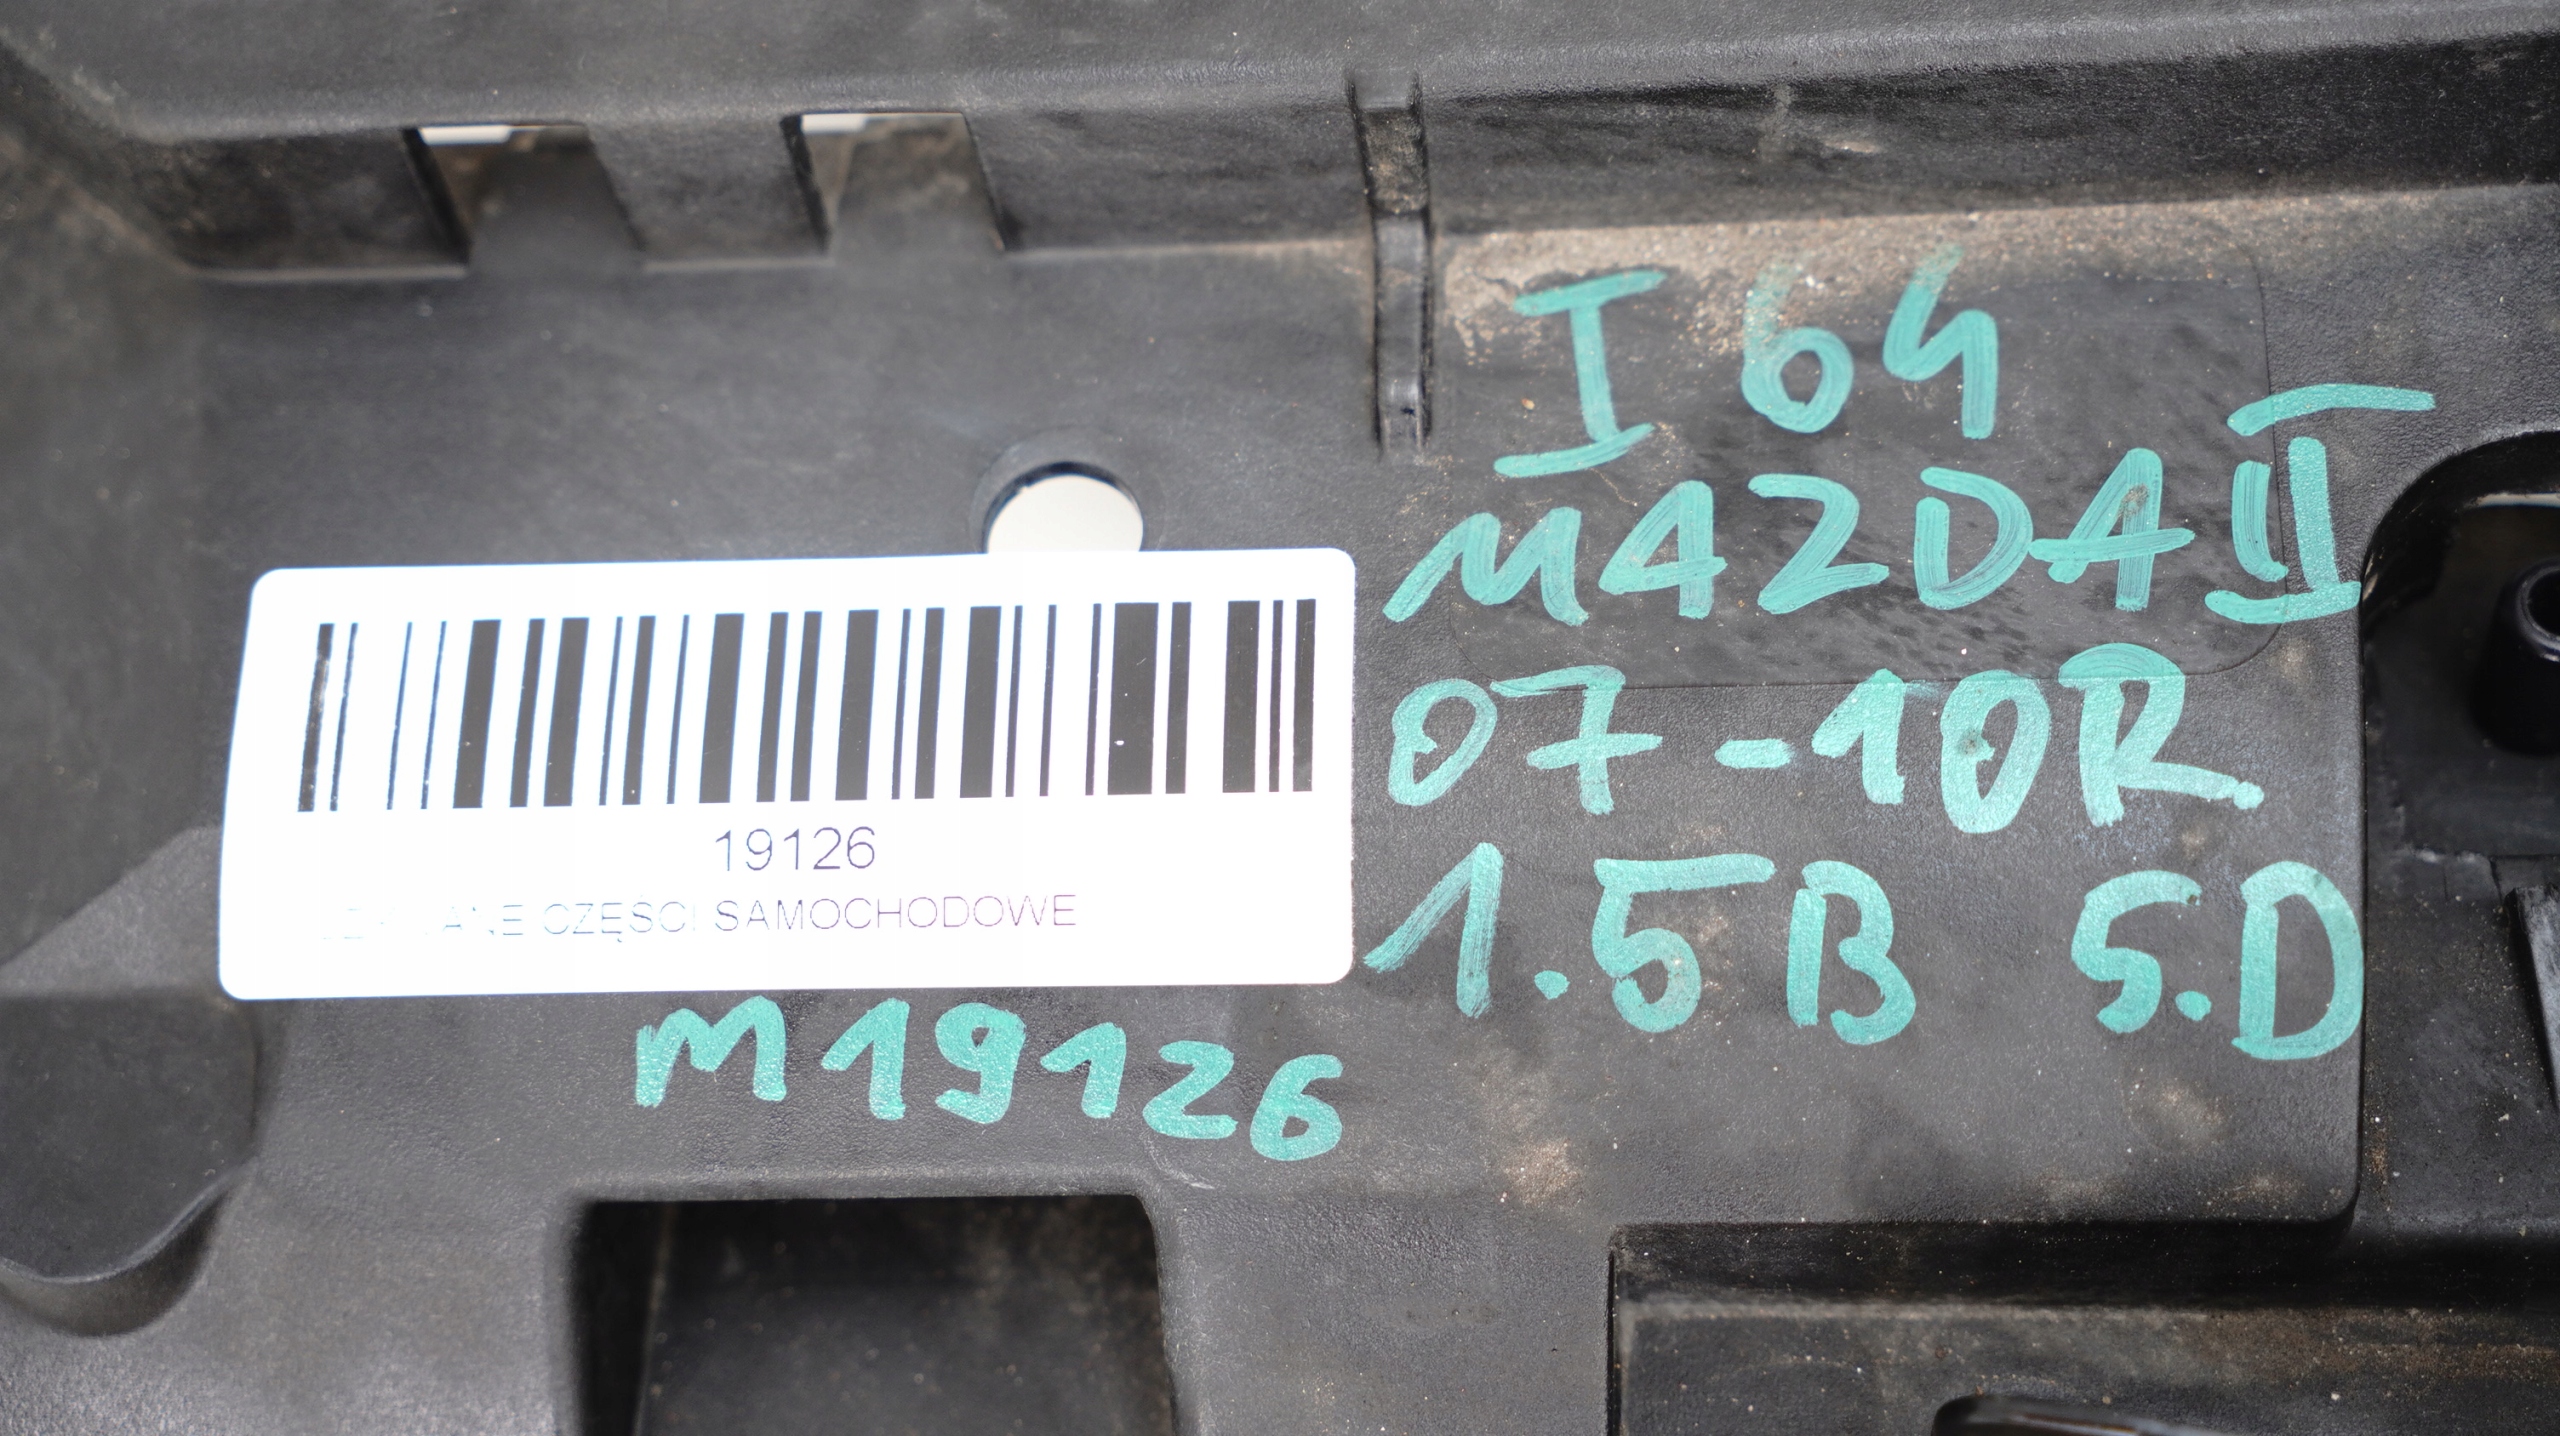 I 64
MAZDA II
07-10R.
1.5B 5.D
19126
CZĘŚCI SAMOCHODOWE
M19126